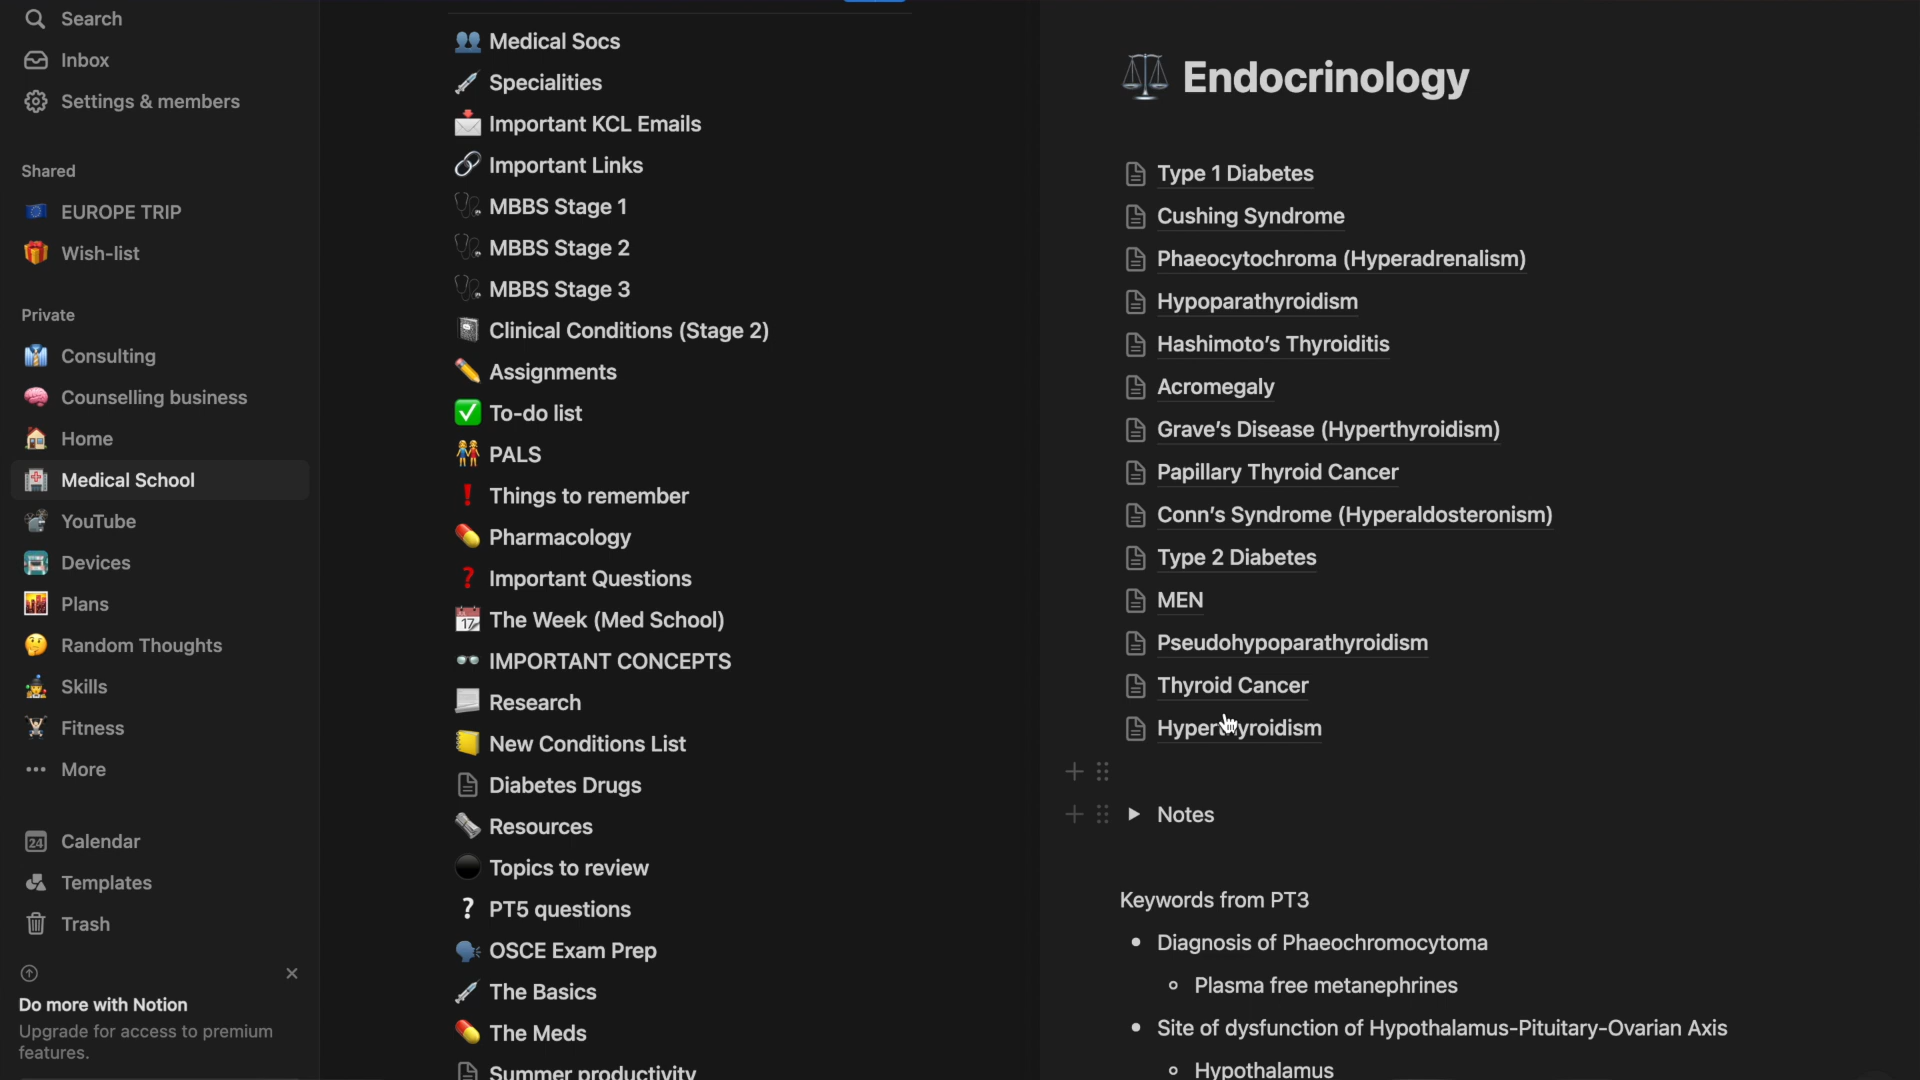 Search
Inbox
Settings & members
Shared
EUROPE TRIP
Wish-list
Private
Consulting
Counselling business
Home
Medical School
YouTube
Devices
Plans
Random Thoughts
Skills
Fitness
More
24 Calendar
Templates
Trash
Do more with Notion
Upgrade for access to premium
features.
Medical Socs
Specialities
Important KCL Emails
Important Links
MBBS Stage 1
MBBS Stage 2
MBBS Stage 3
Clinical Conditions (Stage 2)
Assignments
To-do list
PALS
Things to remember
Pharmacology
Important Questions
17 The Week (Med School)
IMPORTANT CONCEPTS
Research
New Conditions List
Diabetes Drugs
Resources
Topics to review
? PT5 questions
OSCE Exam Prep
The Basics
The Meds
Summer productivity
Endocrinology
Type 1 Diabetes
Cushing Syndrome
Phaeocytochroma (Hyperadrenalism)
Hypoparathyroidism
Hashimoto's Thyroiditis
Acromegaly
Grave's Disease (Hyperthyroidism)
Papillary Thyroid Cancer
Conn's Syndrome (Hyperaldosteronism)
Type 2 Diabetes
MEN
Pseudohypoparathyroidism
Thyroid Cancer
Hyperthyroidism
Notes
Keywords from PT3
Diagnosis of Phaeochromocytoma
Plasma free metanephrines
Site of dysfunction of Hypothalamus-Pituitary-Ovarian Axis
Hypothalamus